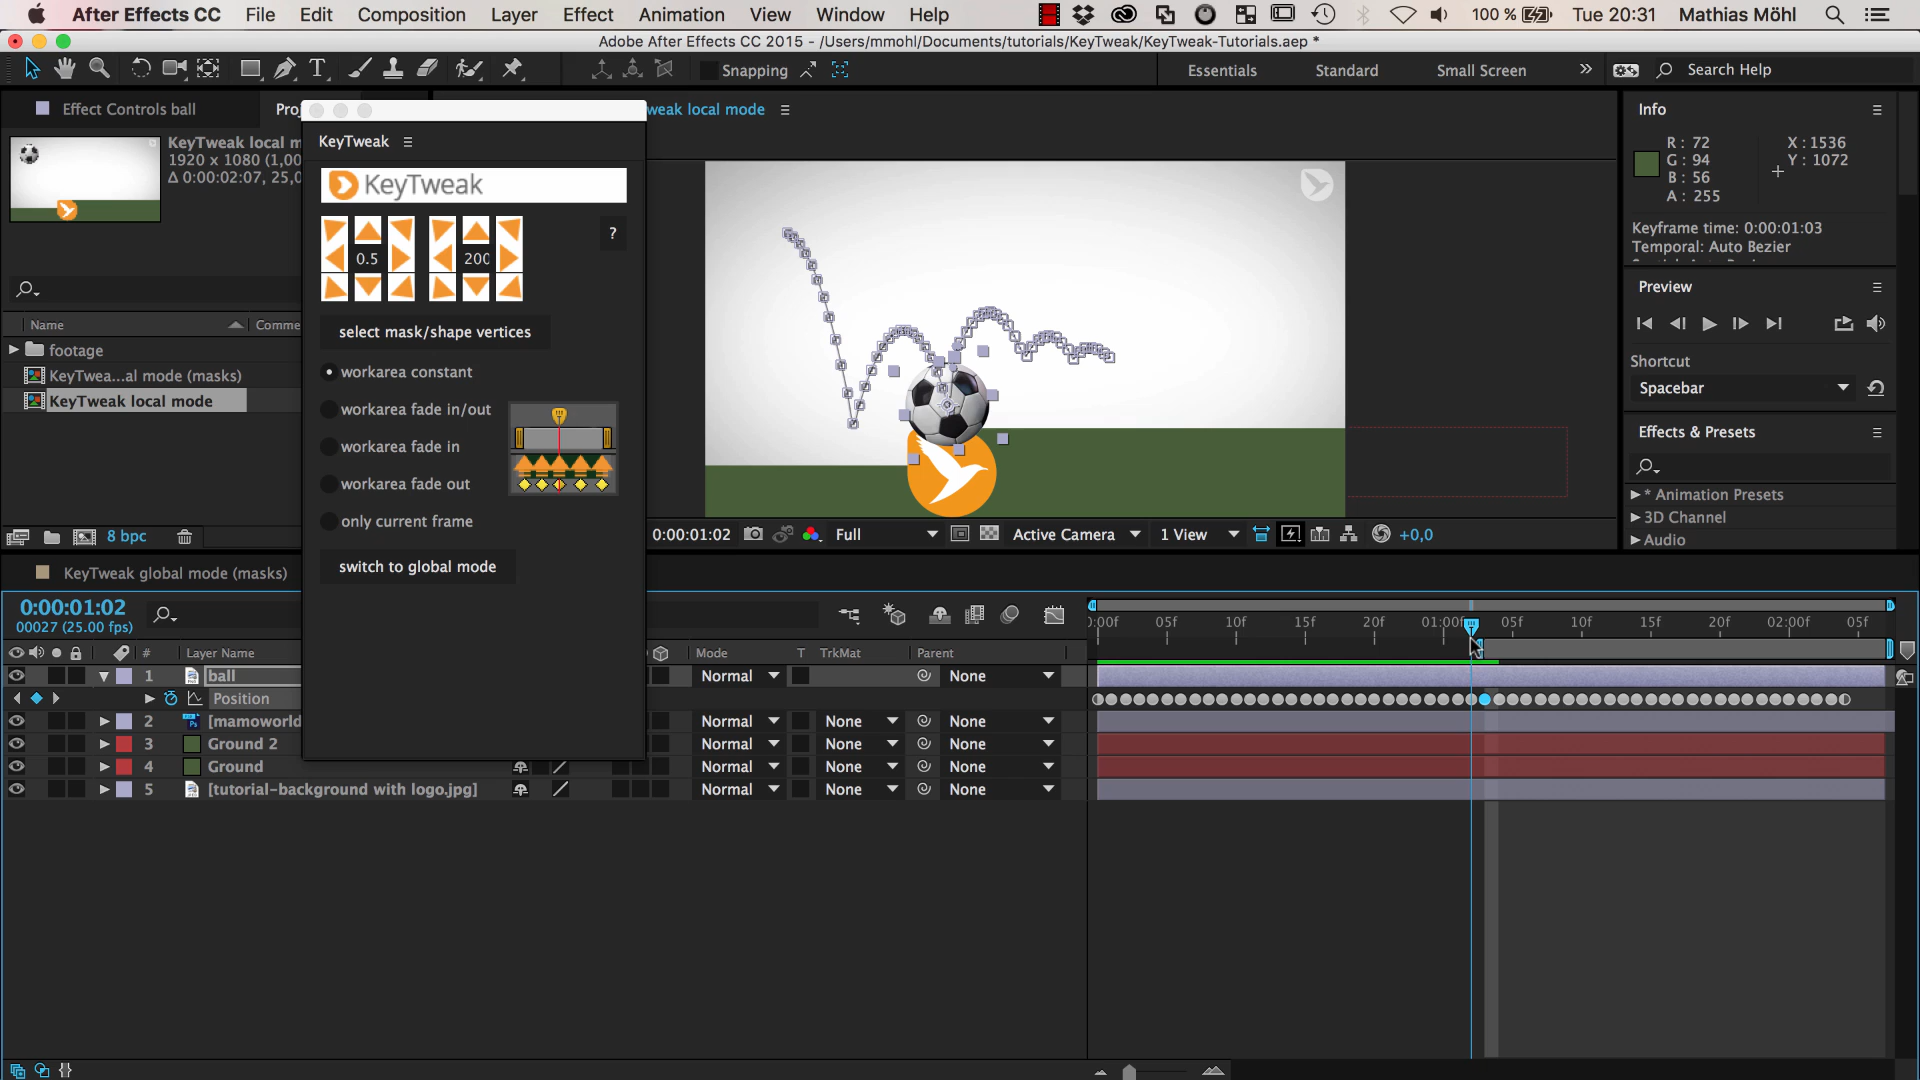 After Effects CC File Edit Composition Layer Effect Animation View Window Help 100 % Tue 20:31 Mathias Möhl
Adobe After Effects CC 2015 - /Users/mmohl/Documents/tutorials/KeyTweak/KeyTweak-Tutorials.aep *
Snapping Essentials Standard Small Screen Search Help
Effect Controls ball Proj weak local mode Info
KeyTweak local m
1920 x 1080 (1,00
Δ 0:00:02:07, 25,0
KeyTweak
KeyTweak
0.5 200 ?
select mask/shape vertices
workarea constant
workarea fade in/out
workarea fade in
workarea fade out
only current frame
switch to global mode
R : 72 X : 1536
G : 94 Y : 1072
B : 56
A : 255
Keyframe time: 0:00:01:03
Temporal: Auto Bezier
Preview
Shortcut
Spacebar
Effects & Presets
* Animation Presets
3D Channel
Audio
Name Comme
footage
KeyTwea...al mode (masks)
KeyTweak local mode
8 bpc
0:00:01:02 Full Active Camera 1 View +0,0
KeyTweak global mode (masks)
0:00:01:02
00027 (25.00 fps)
:00f 05f 10f 15f 20f 01:00f 05f 10f 15f 20f 02:00f 05f
# Layer Name Mode T TrkMat Parent
1 ball Normal None
Position
2 [mamoworld Normal None None
3 Ground 2 Normal None None
4 Ground Normal None None
5 [tutorial-background with logo.jpg] Normal None None